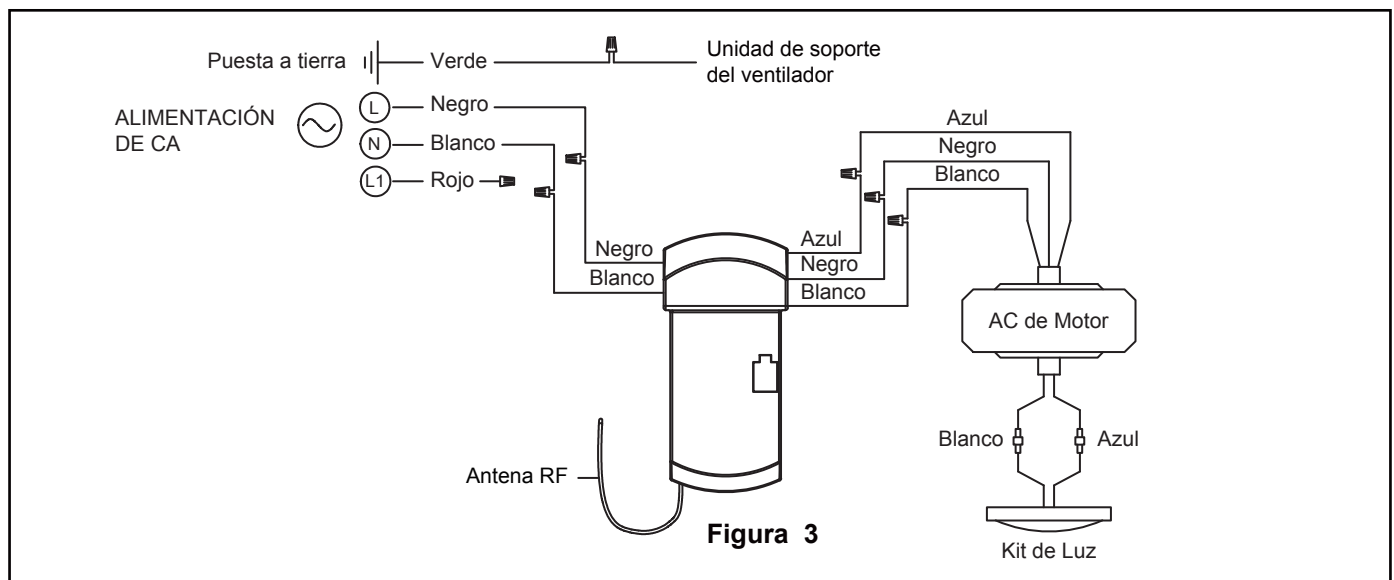 Puesta a tierra
Verde
Unidad de soporte
del ventilador
ALIMENTACIÓN
DE CA
L
Negro
N
Blanco
L1
Rojo
Negro
Blanco
Azul
Negro
Blanco
Azul
Negro
Blanco
AC de Motor
Blanco
Azul
Antena RF
Kit de Luz
Figura 3